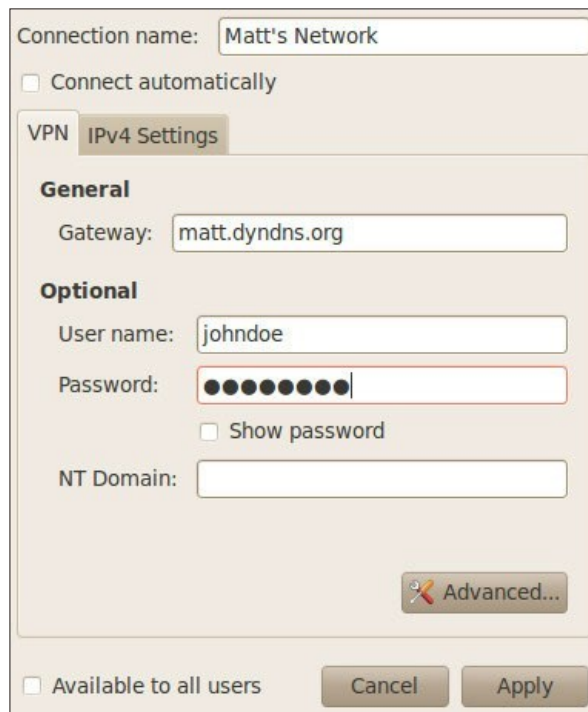 Connection name: Matt's Network
Connect automatically
VPN IPv4 Settings
General
Gateway: matt.dyndns.org
Optional
User name: johndoe
Password: ●●●●●●●●
Show password
NT Domain:
Advanced...
Available to all users Cancel Apply